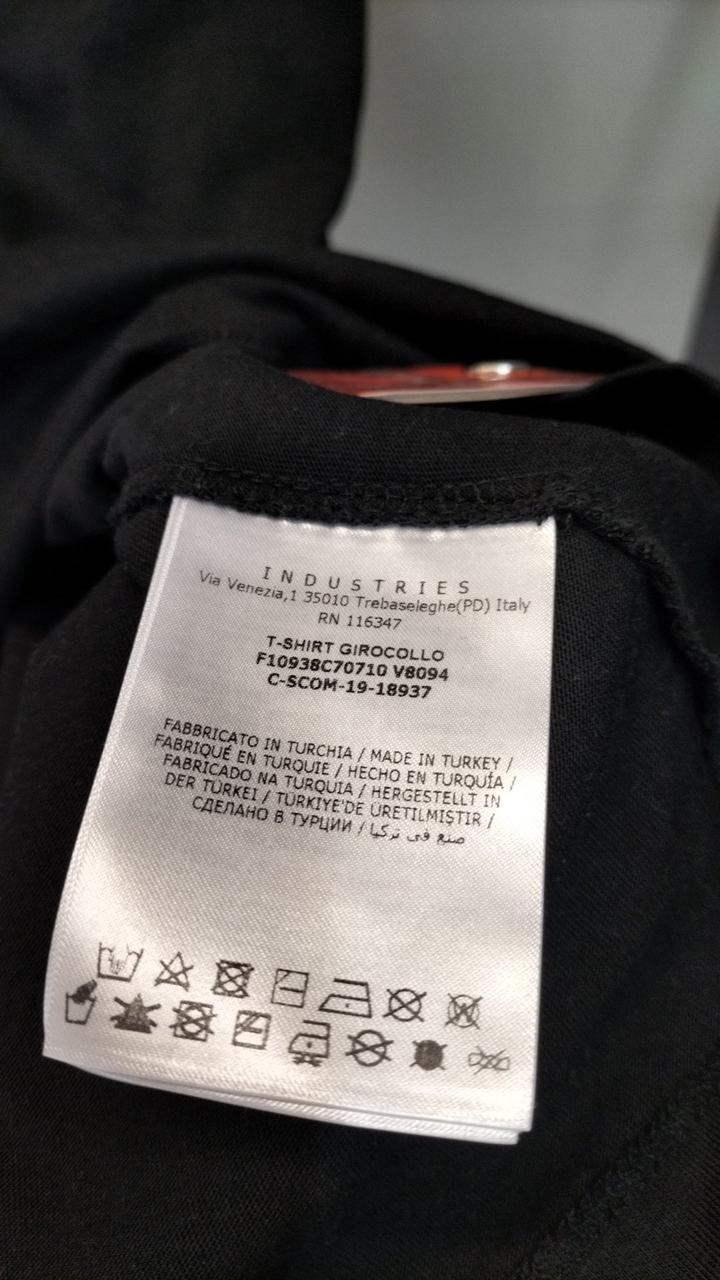 INDUSTRIES
Via Venezia,1 35010 Trebaseleghe(PD) Italy
RN 116347
T-SHIRT GIROCOLLO
F10938C70710 V8094
C-SCOM-19-18937
FABBRICATO IN TURCHIA / MADE IN TURKEY /
FABRIQUÉ EN TURQUIE / HECHO EN TURQUÍA /
FABRICADO NA TURQUIA / HERGESTELLT IN
DER TÜRKEI / TÜRKIYE'DE ÜRETILMIŞTIR /
СДЕЛАНО В ТУРЦИИ / صنع في تركيا